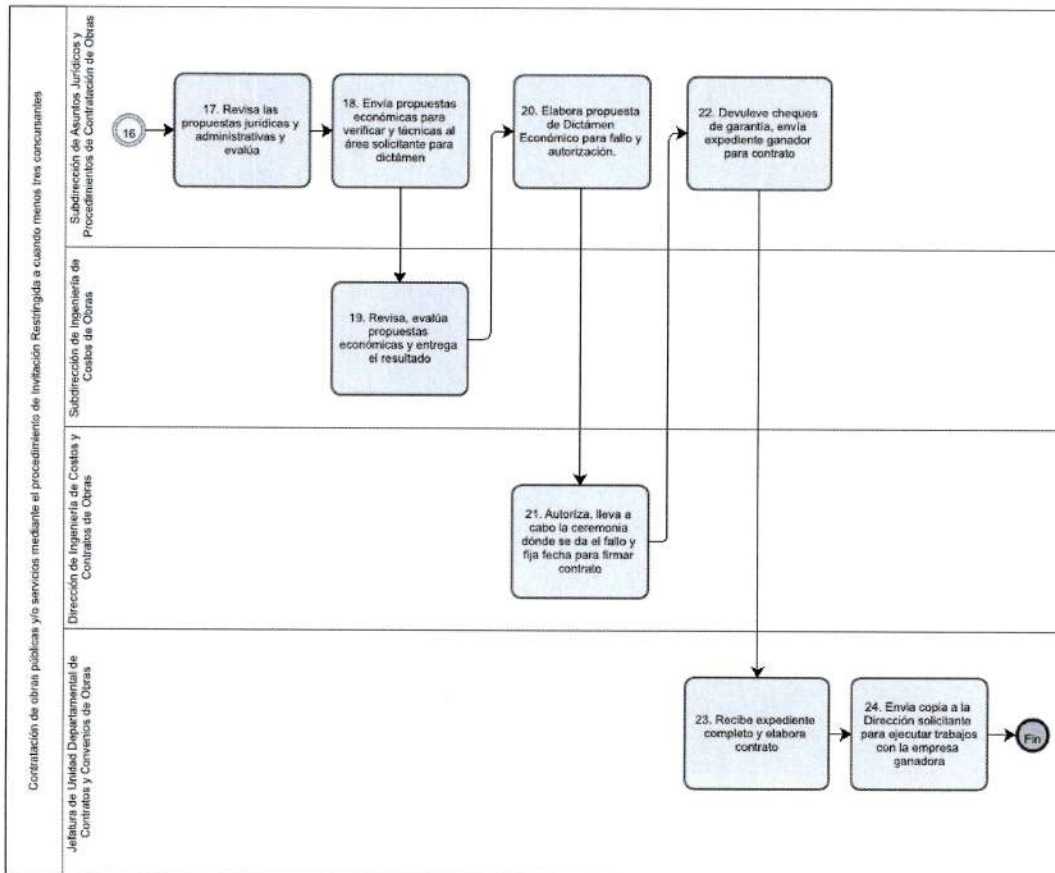 Contratación de obras públicas y/o servicios mediante el procedimiento de Invitación Restringida a cuando menos tres concursantes
Subdirección de Asuntos Jurídicos y
Procedimientos de Contratación de Obras
16
17. Revisa las
propuestas jurídicas y
administrativas y
evalúa
18. Envía propuestas
económicas para
verificar y técnicas al
área solicitante para
dictámen
20. Elabora propuesta
de Dictámen
Económico para fallo y
autorización.
22. Devuleve cheques
de garantía, envía
expediente ganador
para contrato
Subdirección de Ingeniería de
Costos de Obras
19. Revisa, evalúa
propuestas
económicas y entrega
el resultado
Dirección de Ingeniería de Costos y
Contratos de Obras
21. Autoriza, lleva a
cabo la ceremonia
dónde se da el fallo y
fija fecha para firmar
contrato
Jefatura de Unidad Departamental de
Contratos y Convenios de Obras
23. Recibe expediente
completo y elabora
contrato
24. Envia copia a la
Dirección solicitante
para ejecutar trabajos
con la empresa
ganadora
Fin